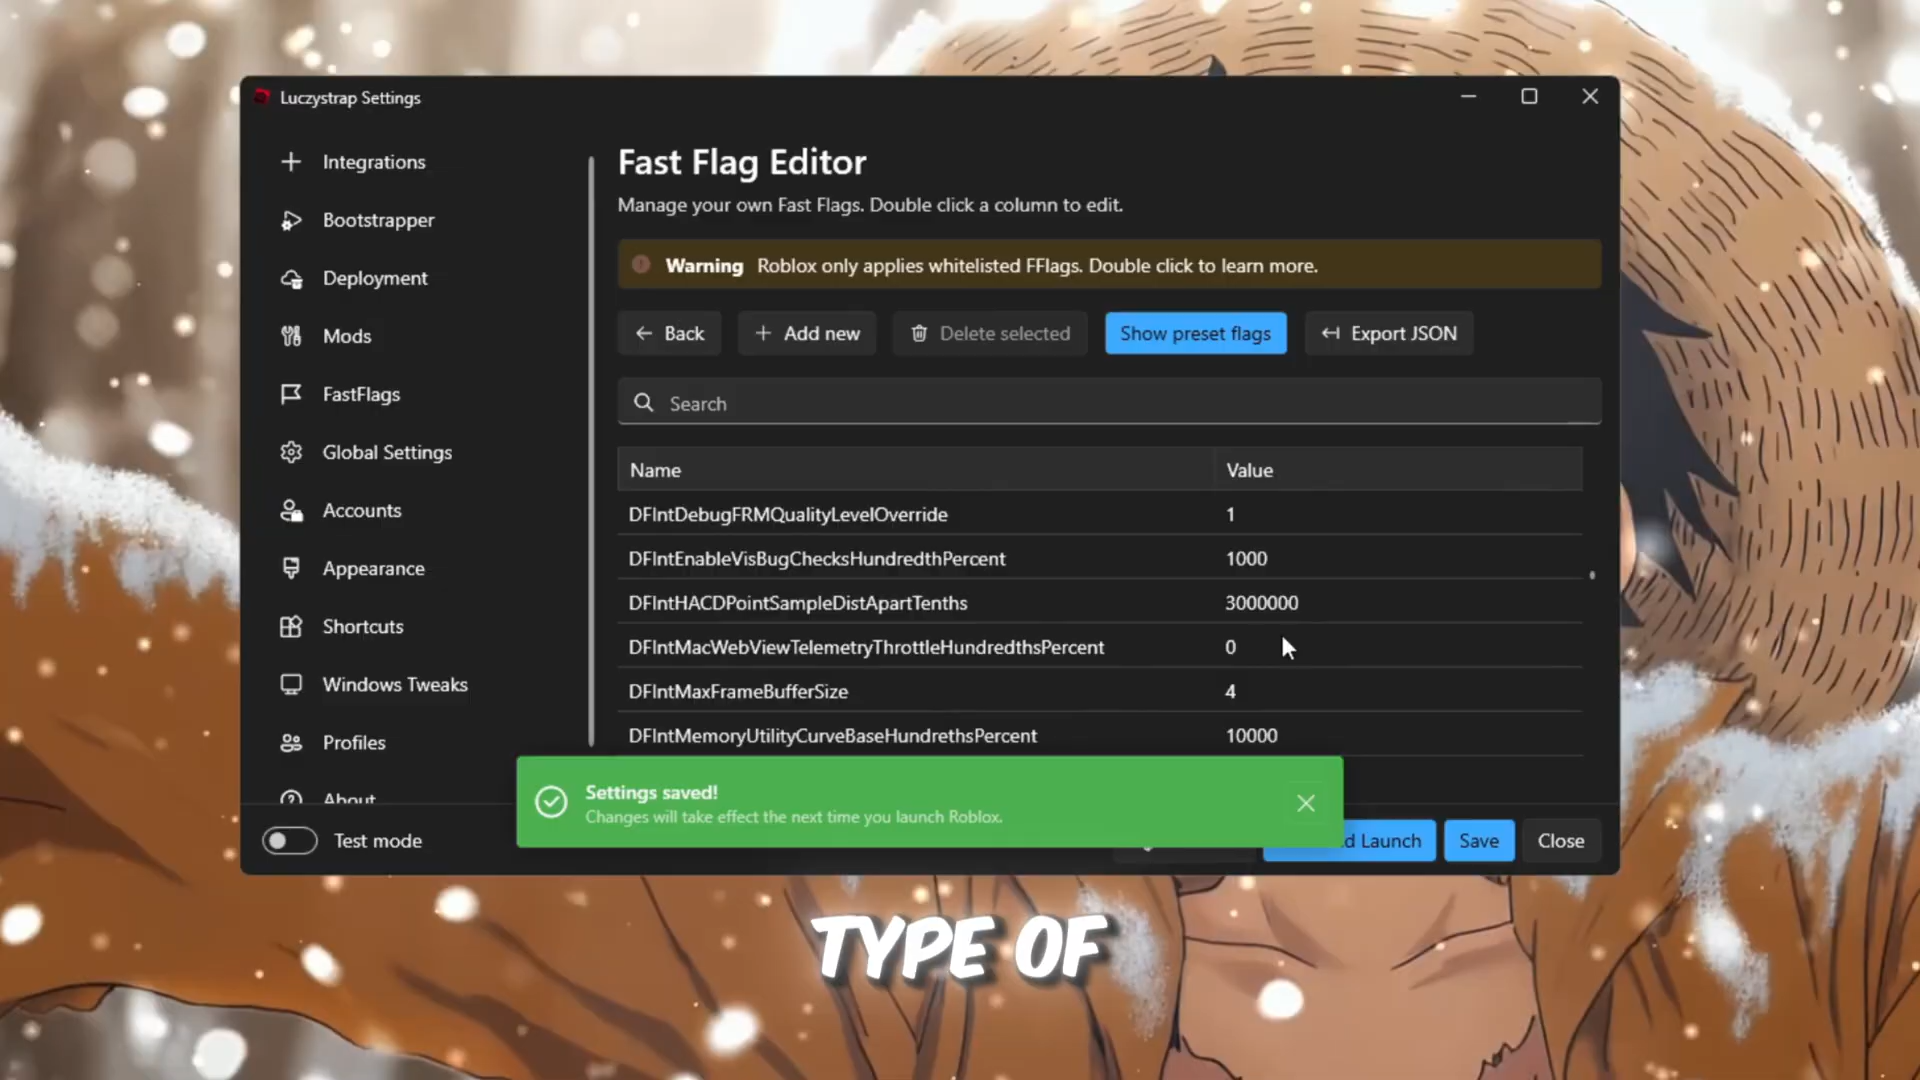 Luczystrap Settings
Integrations
Bootstrapper
Deployment
Mods
FastFlags
Global Settings
Accounts
Appearance
Shortcuts
Windows Tweaks
Profiles
About
Test mode
Fast Flag Editor
Manage your own Fast Flags. Double click a column to edit.
Warning Roblox only applies whitelisted FFlags. Double click to learn more.
Back Add new Delete selected Show preset flags Export JSON
Search
Name Value
DFIntDebugFRMQualityLevelOverride 1
DFIntEnableVisBugChecksHundredthPercent 1000
DFIntHACDPointSampleDistApartTenths 3000000
DFIntMacWebViewTelemetryThrottleHundredthsPercent 0
DFIntMaxFrameBufferSize 4
DFIntMemoryUtilityCurveBaseHundrethsPercent 10000
Settings saved!
Changes will take effect the next time you launch Roblox.
d Launch Save Close
TYPE OF